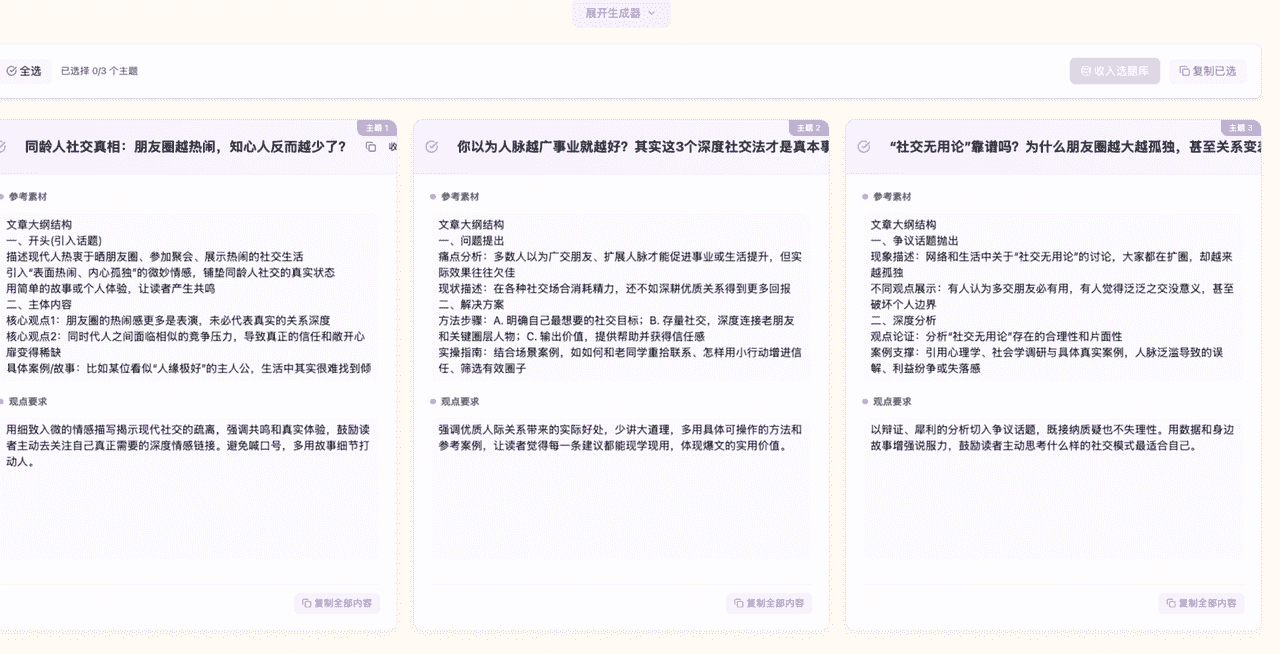 展开生成器
全选 已选择 0/3 个主题
收入选题库 复制已选
主题 1
同龄人社交真相：朋友圈越热闹，知心人反而越少了？
参考素材
文章大纲结构
一、开头(引入话题)
描述现代人热衷于晒朋友圈、参加聚会、展示热闹的社交生活
引入“表面热闹、内心孤独”的微妙情感，铺垫同龄人社交的真实状态
用简单的故事或个人体验，让读者产生共鸣
二、主体内容
核心观点1：朋友圈的热闹感更多是表演，未必代表真实的关系深度
核心观点2：同时代人之间面临相似的竞争压力，导致真正的信任和敞开心
扉变得稀缺
具体案例/故事：比如某位看似“人缘极好”的主人公，生活中其实很难找到倾
观点要求
用细致入微的情感描写揭示现代社交的疏离，强调共鸣和真实体验，鼓励读
者主动去关注自己真正需要的深度情感链接。避免喊口号，多用故事细节打
动人。
复制全部内容
主题 2
你以为人脉越广事业就越好？其实这3个深度社交法才是真本事
参考素材
文章大纲结构
一、问题提出
痛点分析：多数人以为广交朋友、扩展人脉才能促进事业或生活提升，但实
际效果往往欠佳
现状描述：在各种社交场合消耗精力，还不如深耕优质关系得到更多回报
二、解决方案
方法步骤：A. 明确自己最想要的社交目标；B. 存量社交，深度连接老朋友
和关键圈层人物；C. 输出价值，提供帮助并获得信任感
实操指南：结合场景案例，如如何和老同学重拾联系、怎样用小行动增进信
任、筛选有效圈子
观点要求
强调优质人际关系带来的实际好处，少讲大道理，多用具体可操作的方法和
参考案例，让读者觉得每一条建议都能现学现用，体现爆文的实用价值。
复制全部内容
主题 3
“社交无用论”靠谱吗？为什么朋友圈越大越孤独，甚至关系变
参考素材
文章大纲结构
一、争议话题抛出
现象描述：网络和生活中关于“社交无用论”的讨论，大家都在扩圈，却越来
越孤独
不同观点展示：有人认为多交朋友必有用，有人觉得泛泛之交没意义，甚至
破坏个人边界
二、深度分析
观点论证：分析“社交无用论”存在的合理性和片面性
案例支撑：引用心理学、社会学调研与具体真实案例，人脉泛滥导致的误
解、利益纷争或失落感
观点要求
以辩证、犀利的分析切入争议话题，既接纳质疑也不失理性。用数据和身边
故事增强说服力，鼓励读者主动思考什么样的社交模式最适合自己。
复制全部内容